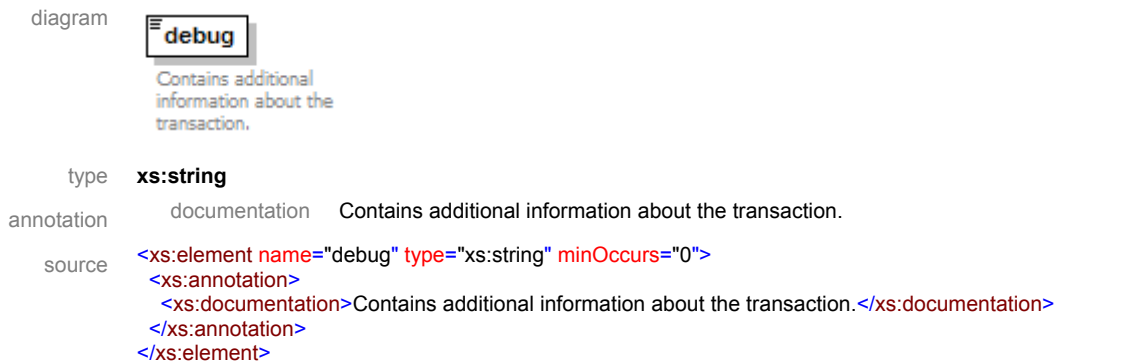 diagram
debug
Contains additional
information about the
transaction.
type xs:string
annotation documentation Contains additional information about the transaction.
source <xs:element name="debug" type="xs:string" minOccurs="0">
<xs:annotation>
<xs:documentation>Contains additional information about the transaction.</xs:documentation>
</xs:annotation>
</xs:element>